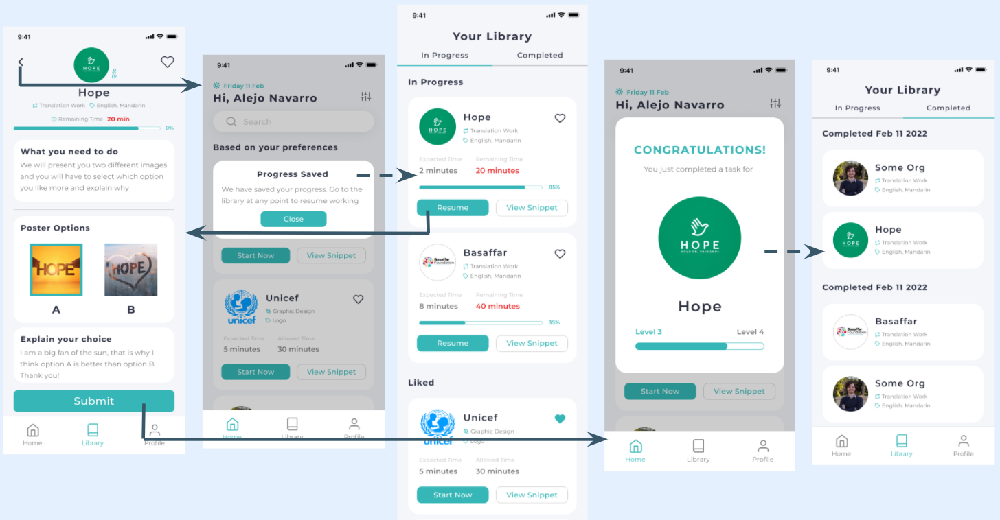 9:41
HOPE
Hope
Translation Work English, Mandarin
Remaining Time 20 min
0%
What you need to do
We will present you two different images
and you will have to select which option
you like more and explain why
Poster Options
HOPE
HOPE
A
B
Explain your choice
I am a big fan of the sun, that is why I
think option A is better than option B.
Thank you!
Submit
Home
Library
Profile
9:41
Friday 11 Feb
Hi, Alejo Navarro
Search
Based on your preferences
Progress Saved
We have saved your progress. Go to the
library at any point to resume working
Close
Start Now
View Snippet
unicef
Unicef
Graphic Design
Logo
Expected Time
Allowed Time
5 minutes
30 minutes
Start Now
View Snippet
Home
Library
Profile
9:41
Your Library
In Progress
Completed
In Progress
HOPE
Hope
Translation Work
English, Mandarin
Expected Time
Remaining Time
2 minutes
20 minutes
85%
Resume
View Snippet
Basaffar
Foundation
Basaffar
Translation Work
English, Mandarin
Expected Time
Remaining Time
8 minutes
40 minutes
35%
Resume
View Snippet
Liked
unicef
Unicef
Graphic Design
Logo
Expected Time
Allowed Time
5 minutes
30 minutes
Start Now
View Snippet
9:41
Friday 11 Feb
Hi, Alejo Navarro
CONGRATULATIONS!
You just completed a task for
HOPE
HOLD ON, PAIN ENDS
Hope
Level 3
Level 4
Start Now
View Snippet
Home
Library
Profile
9:41
Your Library
In Progress
Completed
Completed Feb 11 2022
Some Org
Translation Work
English, Mandarin
HOPE
Hope
Translation Work
English, Mandarin
Completed Feb 11 2022
Basaffar
Foundation
Basaffar
Translation Work
English, Mandarin
Some Org
Translation Work
English, Mandarin
Home
Library
Profile